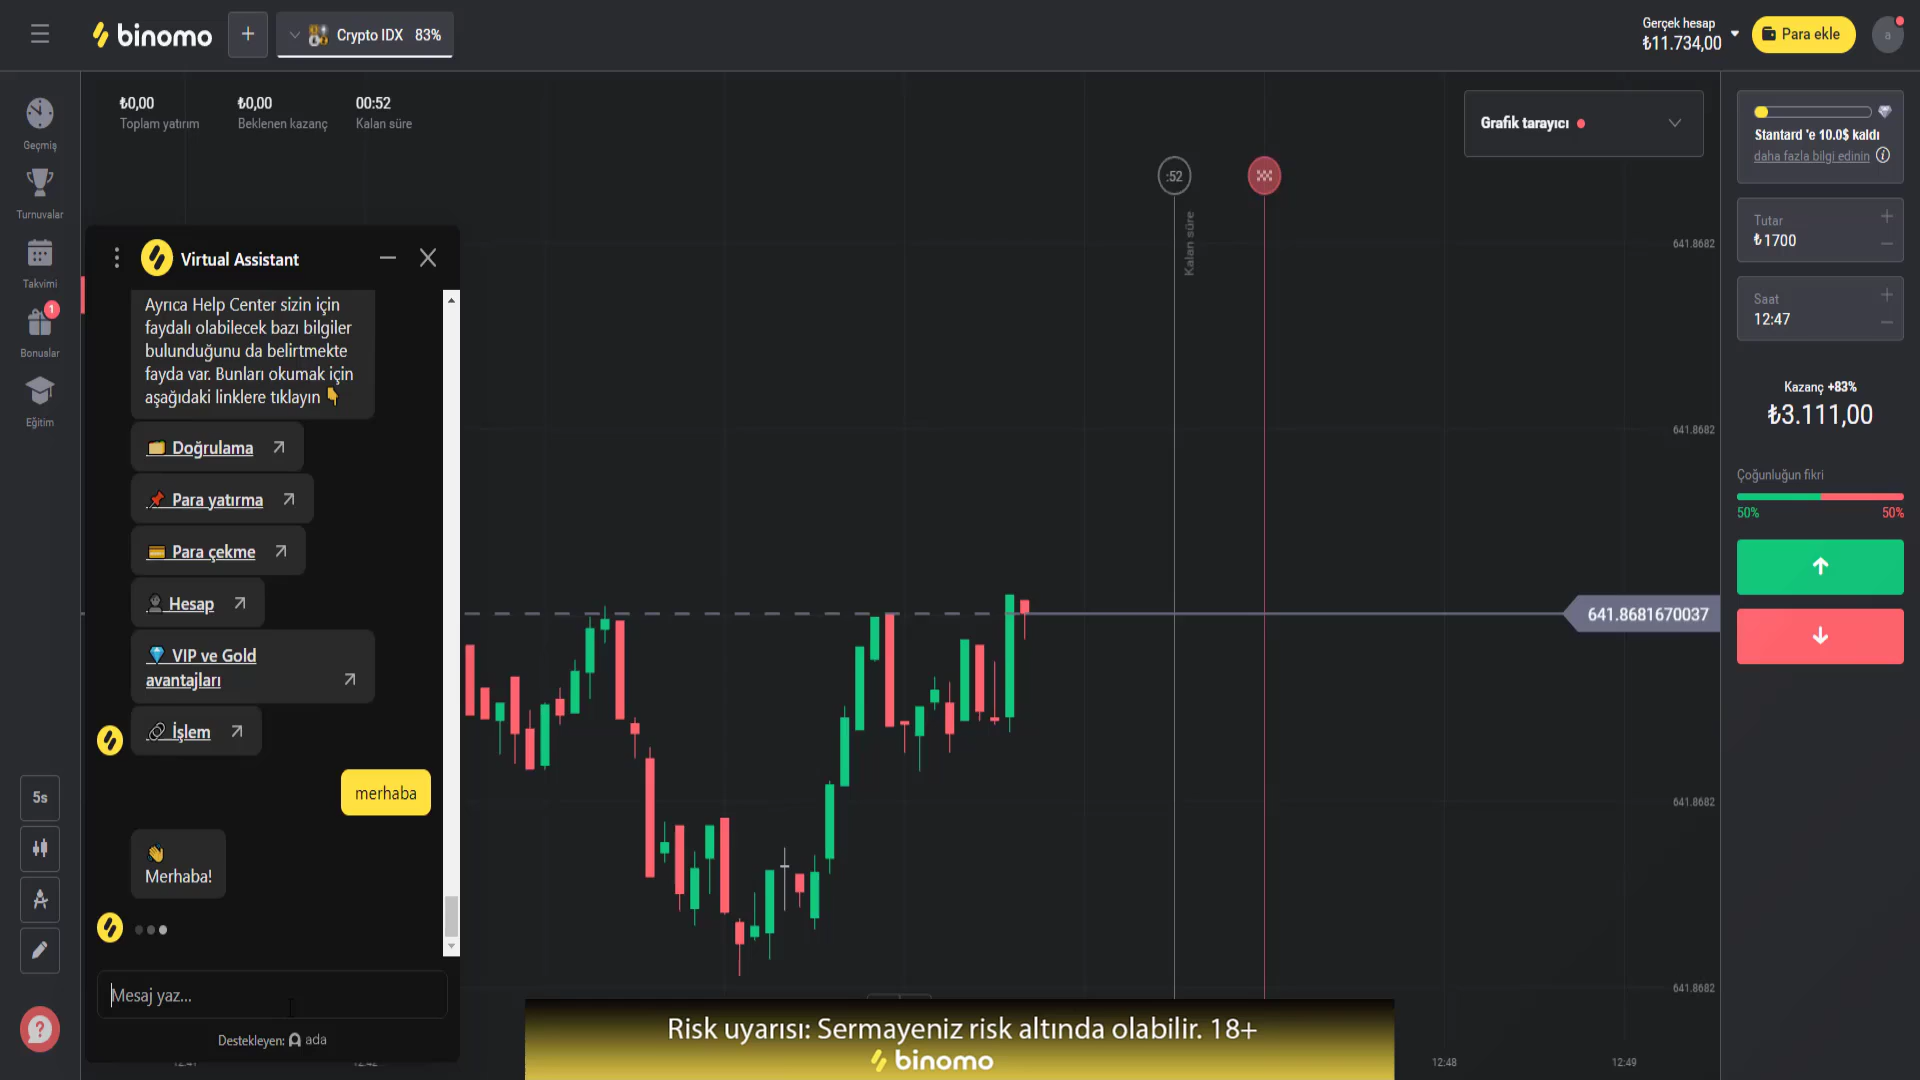 binomo
+
Crypto IDX 83%
Gerçek hesap
₺11.734,00
Para ekle
a
Geçmiş
Turnuvalar
Takvimi
1
Bonuslar
Eğitim
5s
?
₺0,00
Toplam yatırım
₺0,00
Beklenen kazanç
00:52
Kalan süre
Grafik tarayıcı
:52
Kalan süre
Virtual Assistant
Ayrıca Help Center sizin için
faydalı olabilecek bazı bilgiler
bulunduğunu da belirtmekte
fayda var. Bunları okumak için
aşağıdaki linklere tıklayın
Doğrulama
Para yatırma
Para çekme
Hesap
VIP ve Gold
avantajları
İşlem
merhaba
Merhaba!
Mesaj yaz...
Destekleyen: ada
641.8682
641.8682
641.8681670037
641.8682
641.8682
12:48
12:49
Stantard 'e 10.0$ kaldı
daha fazla bilgi edinin
Tutar
₺1700
Saat
12:47
Kazanç +83%
₺3.111,00
Çoğunluğun fikri
50% 50%
Risk uyarısı: Sermayeniz risk altında olabilir. 18+
binomo